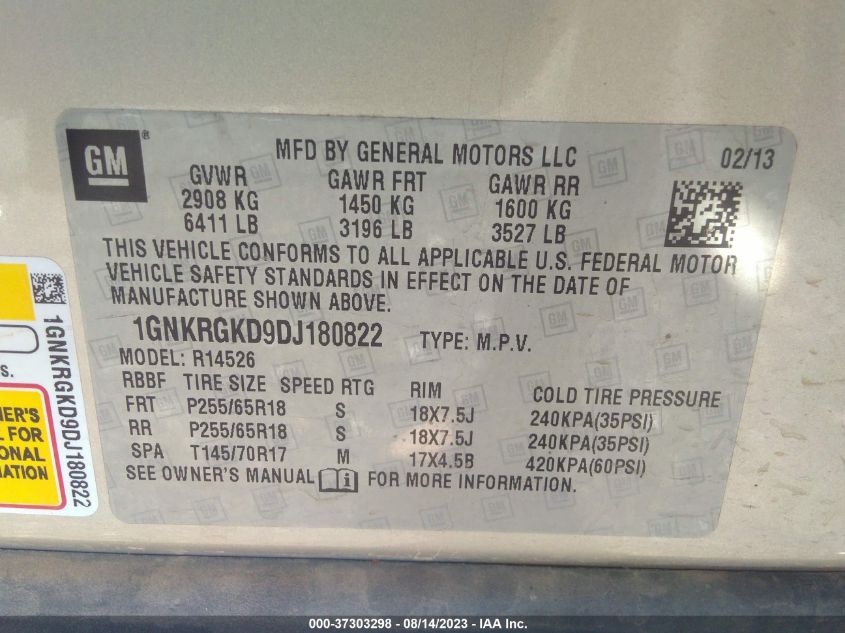 GM®
MFD BY GENERAL MOTORS LLC
02/13
GVWR GAWR FRT GAWR RR
2908 KG 1450 KG 1600 KG
6411 LB 3196 LB 3527 LB
THIS VEHICLE CONFORMS TO ALL APPLICABLE U.S. FEDERAL MOTOR
VEHICLE SAFETY STANDARDS IN EFFECT ON THE DATE OF
MANUFACTURE SHOWN ABOVE.
1GNKRGKD9DJ180822 TYPE: M.P.V.
MODEL: R14526
RBBF TIRE SIZE SPEED RTG RIM COLD TIRE PRESSURE
FRT P255/65R18 S 18X7.5J 240KPA(35PSI)
RR P255/65R18 S 18X7.5J 240KPA(35PSI)
SPA T145/70R17 M 17X4.5B 420KPA(60PSI)
SEE OWNER'S MANUAL FOR MORE INFORMATION.
1GNKRGKD9DJ180822
S.
NER'S
L FOR
ONAL
MATION
000-37303298 - 08/14/2023 - IAA Inc.